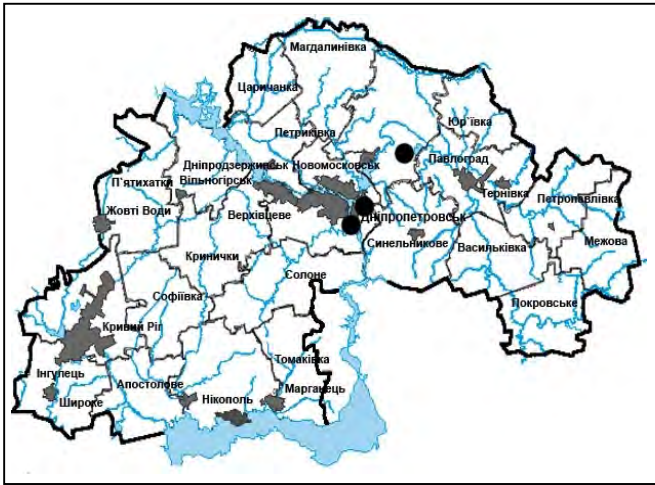 Магдалинівка
Царичанка
Юр`ївка
Петриківка
Дніпродзержинськ
Новомосковськ
Павлоград
П`ятихатки
Вільногірськ
Тернівка
Петропавлівка
Жовті Води
Верхівцеве
Дніпропетровськ
Синельникове
Васильківка
Межова
Кринички
Солоне
Софіївка
Покровське
Кривий Ріг
Томаківка
Інгулець
Апостолове
Широке
Нікополь
Марганець